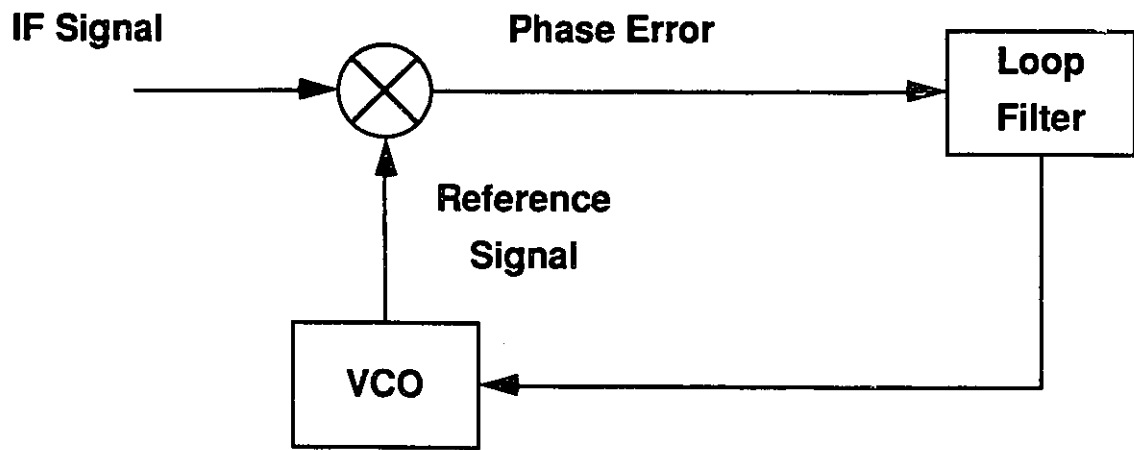 IF Signal
Phase Error
Loop
Filter
Reference
Signal
VCO